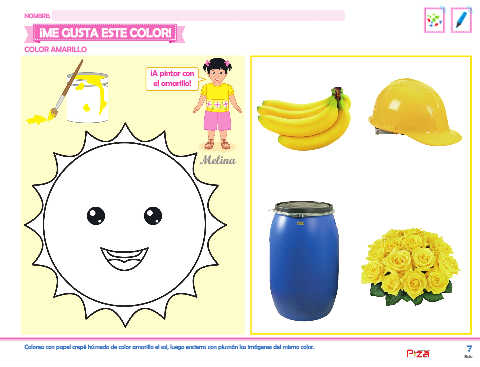 NOMBRE:
¡ME GUSTA ESTE COLOR!
COLOR AMARILLO
¡A pintar con
el amarillo!
Melina
Colorea con papel crepé húmedo de color amarillo el sol, luego encierra con plumón las imágenes del mismo color.
7